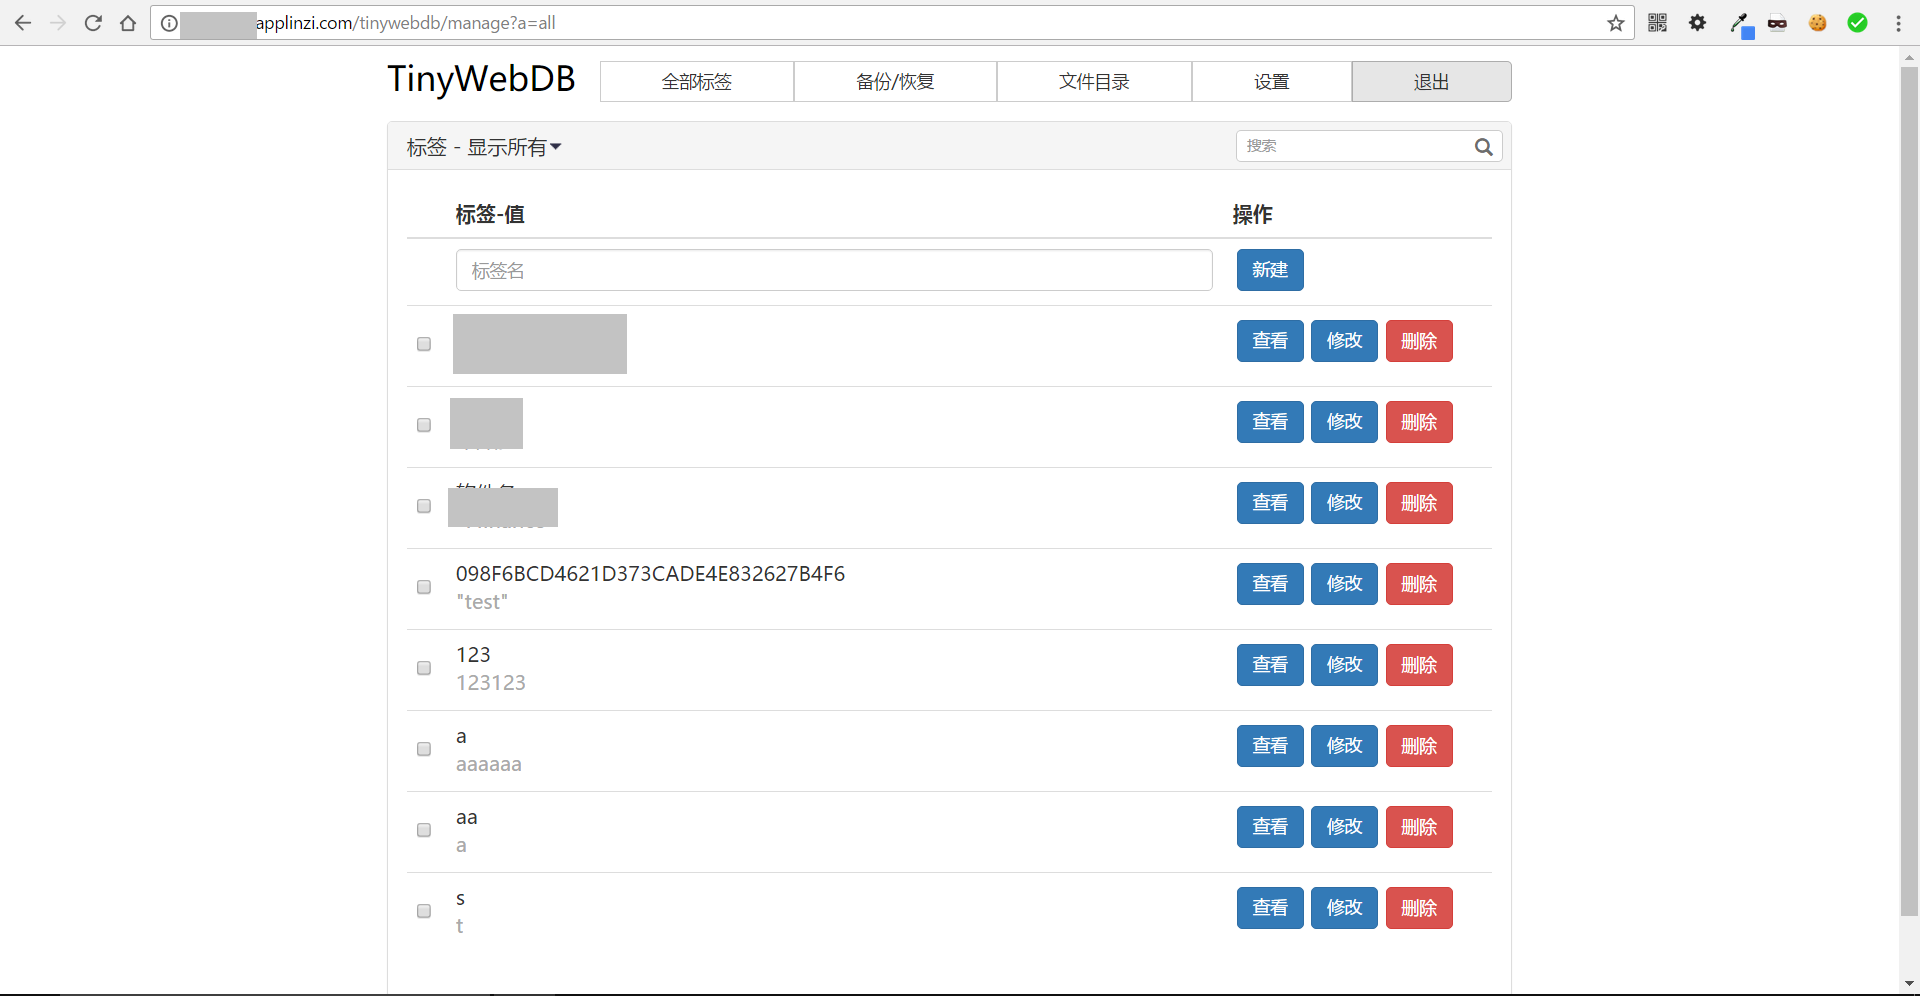 applinzi.com/tinywebdb/manage?a=all
TinyWebDB 全部标签 备份/恢复 文件目录 设置 退出
标签 - 显示所有 搜索
标签-值 操作
标签名 新建
查看 修改 删除
查看 修改 删除
查看 修改 删除
098F6BCD4621D373CADE4E832627B4F6
"test"
查看 修改 删除
123
123123
查看 修改 删除
a
aaaaaa
查看 修改 删除
aa
a
查看 修改 删除
s
t
查看 修改 删除